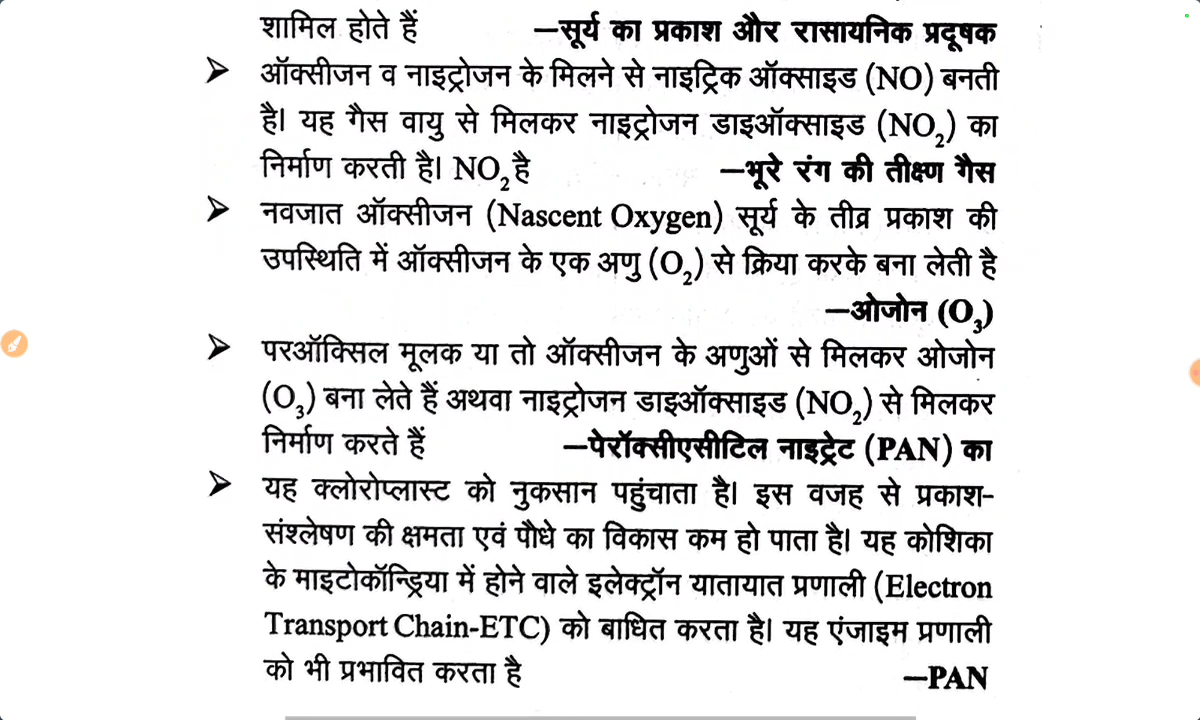 शामिल होते हैं —सूर्य का प्रकाश और रासायनिक प्रदूषक
➢ ऑक्सीजन व नाइट्रोजन के मिलने से नाइट्रिक ऑक्साइड (NO) बनती
है। यह गैस वायु से मिलकर नाइट्रोजन डाइऑक्साइड (NO₂) का
निर्माण करती है। NO₂ है —भूरे रंग की तीक्ष्ण गैस
➢ नवजात ऑक्सीजन (Nascent Oxygen) सूर्य के तीव्र प्रकाश की
उपस्थिति में ऑक्सीजन के एक अणु (O₂) से क्रिया करके बना लेती है
—ओजोन (O₃)
➢ परऑक्सिल मूलक या तो ऑक्सीजन के अणुओं से मिलकर ओजोन
(O₃) बना लेते हैं अथवा नाइट्रोजन डाइऑक्साइड (NO₂) से मिलकर
निर्माण करते हैं —पेरॉक्सीएसीटिल नाइट्रेट (PAN) का
➢ यह क्लोरोप्लास्ट को नुकसान पहुंचाता है। इस वजह से प्रकाश-
संश्लेषण की क्षमता एवं पौधे का विकास कम हो पाता है। यह कोशिका
के माइटोकॉन्ड्रिया में होने वाले इलेक्ट्रॉन यातायात प्रणाली (Electron
Transport Chain-ETC) को बाधित करता है। यह एंजाइम प्रणाली
को भी प्रभावित करता है —PAN